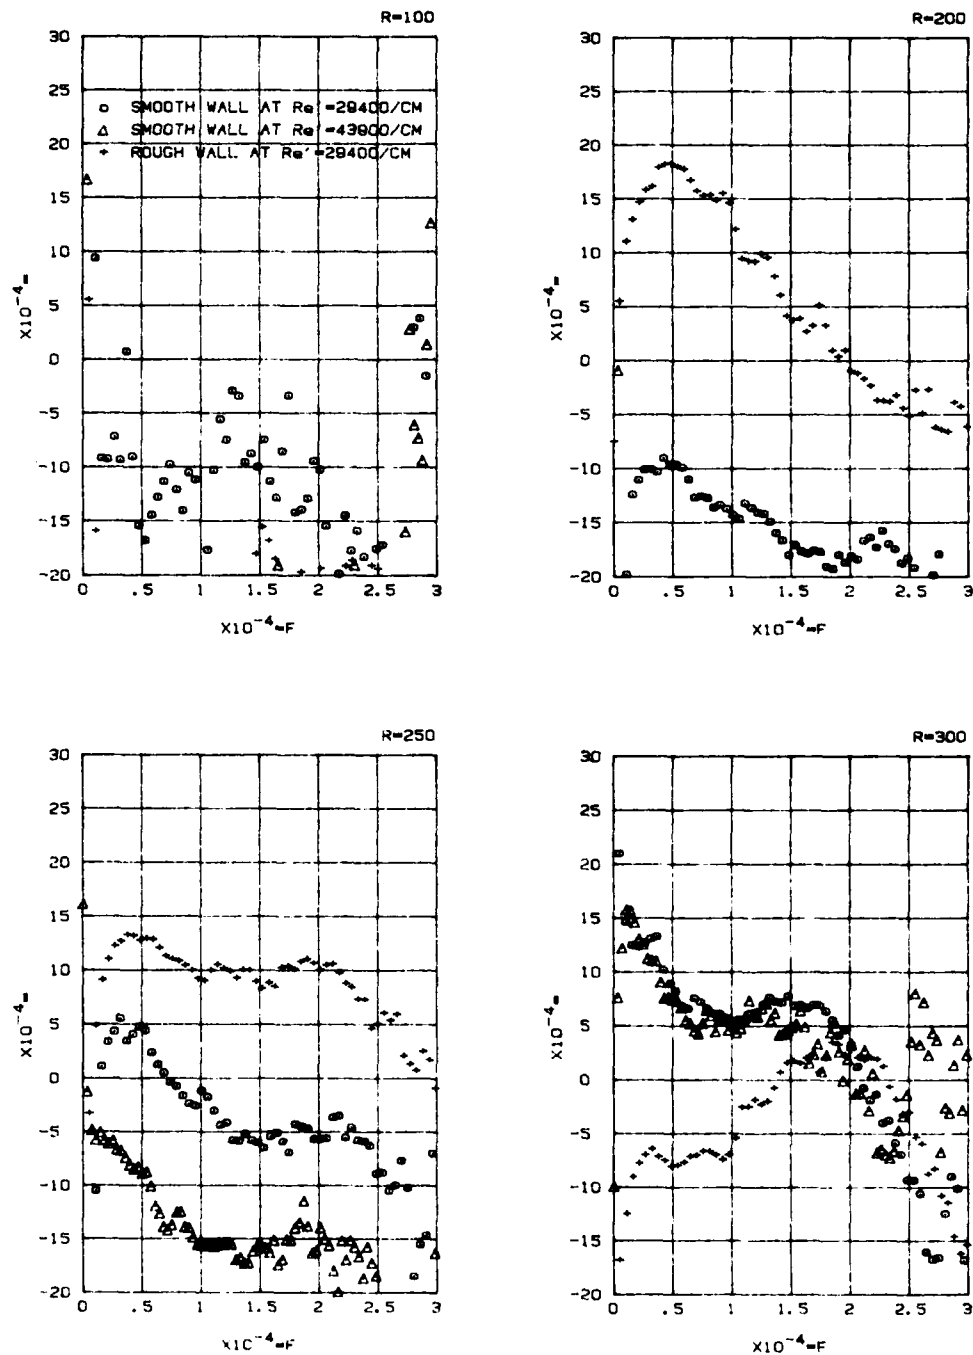 R=100
30
25
20
15
10
5
0
-5
-10
-15
-20
X10⁻⁴=
SMOOTH WALL AT Re'=29400/CM
SMOOTH WALL AT Re'=43900/CM
ROUGH WALL AT Re'=29400/CM
0 .5 1 1.5 2 2.5 3
X10⁻⁴=F
R=200
30
25
20
15
10
5
0
-5
-10
-15
-20
X10⁻⁴=
0 .5 1 1.5 2 2.5 3
X10⁻⁴=F
R=250
30
25
20
15
10
5
0
-5
-10
-15
-20
X10⁻⁴=
0 .5 1 1.5 2 2.5 3
X10⁻⁴=F
R=300
30
25
20
15
10
5
0
-5
-10
-15
-20
X10⁻⁴=
0 .5 1 1.5 2 2.5 3
X10⁻⁴=F